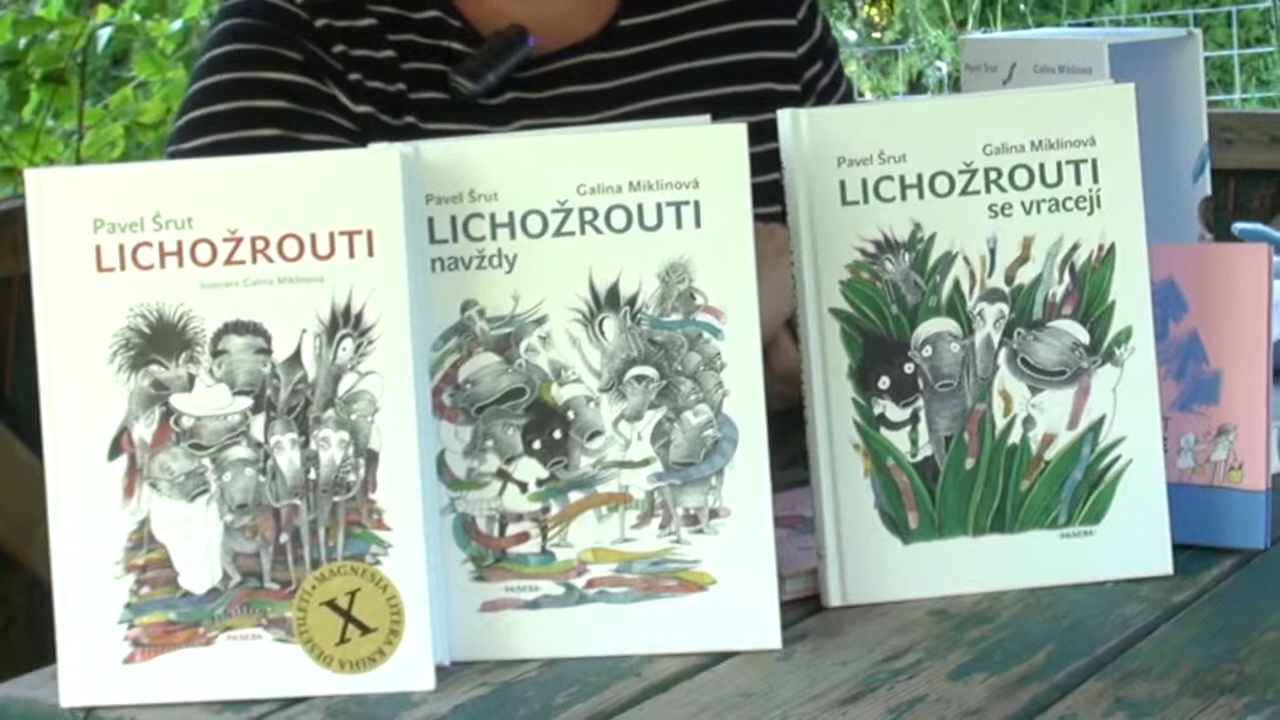 Pavel Šrut
LICHOŽROUTI
ilustrace Galina Miklínová
MAGNESIA LITERA KNIHA DESETILETÍ
X
PASEKA
Pavel Šrut
Galina Miklínová
LICHOŽROUTI
navždy
PASEKA
Pavel Šrut
Galina Miklínová
LICHOŽROUTI
se vracejí
PASEKA
Pavel Šrut
Galina Miklínová